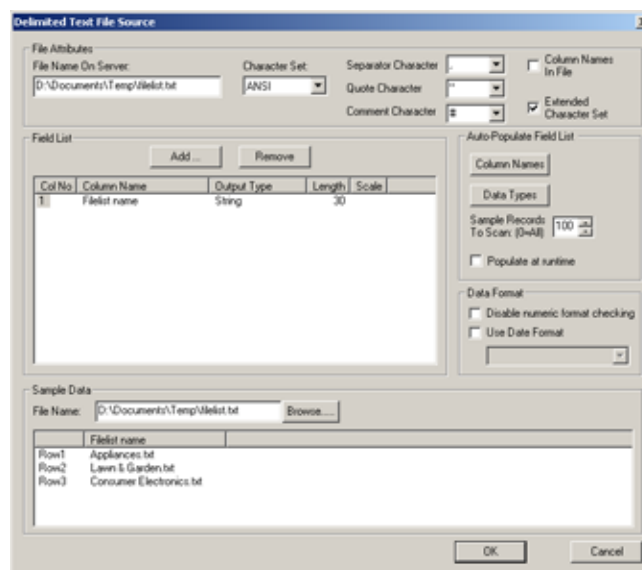 Delimited Text File Source
File Attributes
File Name On Server:
D:\Documents\Temp\filelist.txt
Character Set:
ANSI
Separator Character
Quote Character
"
Comment Character
#
Column Names In File
Extended Character Set
Field List
Add...
Remove
Col No Column Name Output Type Length Scale
1 Filelist name String 30
Auto-Populate Field List
Column Names
Data Types
Sample Records
To Scan: (0=All) 100
Populate at runtime
Data Format
Disable numeric format checking
Use Date Format
Sample Data
File Name: D:\Documents\Temp\filelist.txt Browse.....
Filelist name
Row1 Appliances.txt
Row2 Lawn & Garden.txt
Row3 Consumer Electronics.txt
OK
Cancel